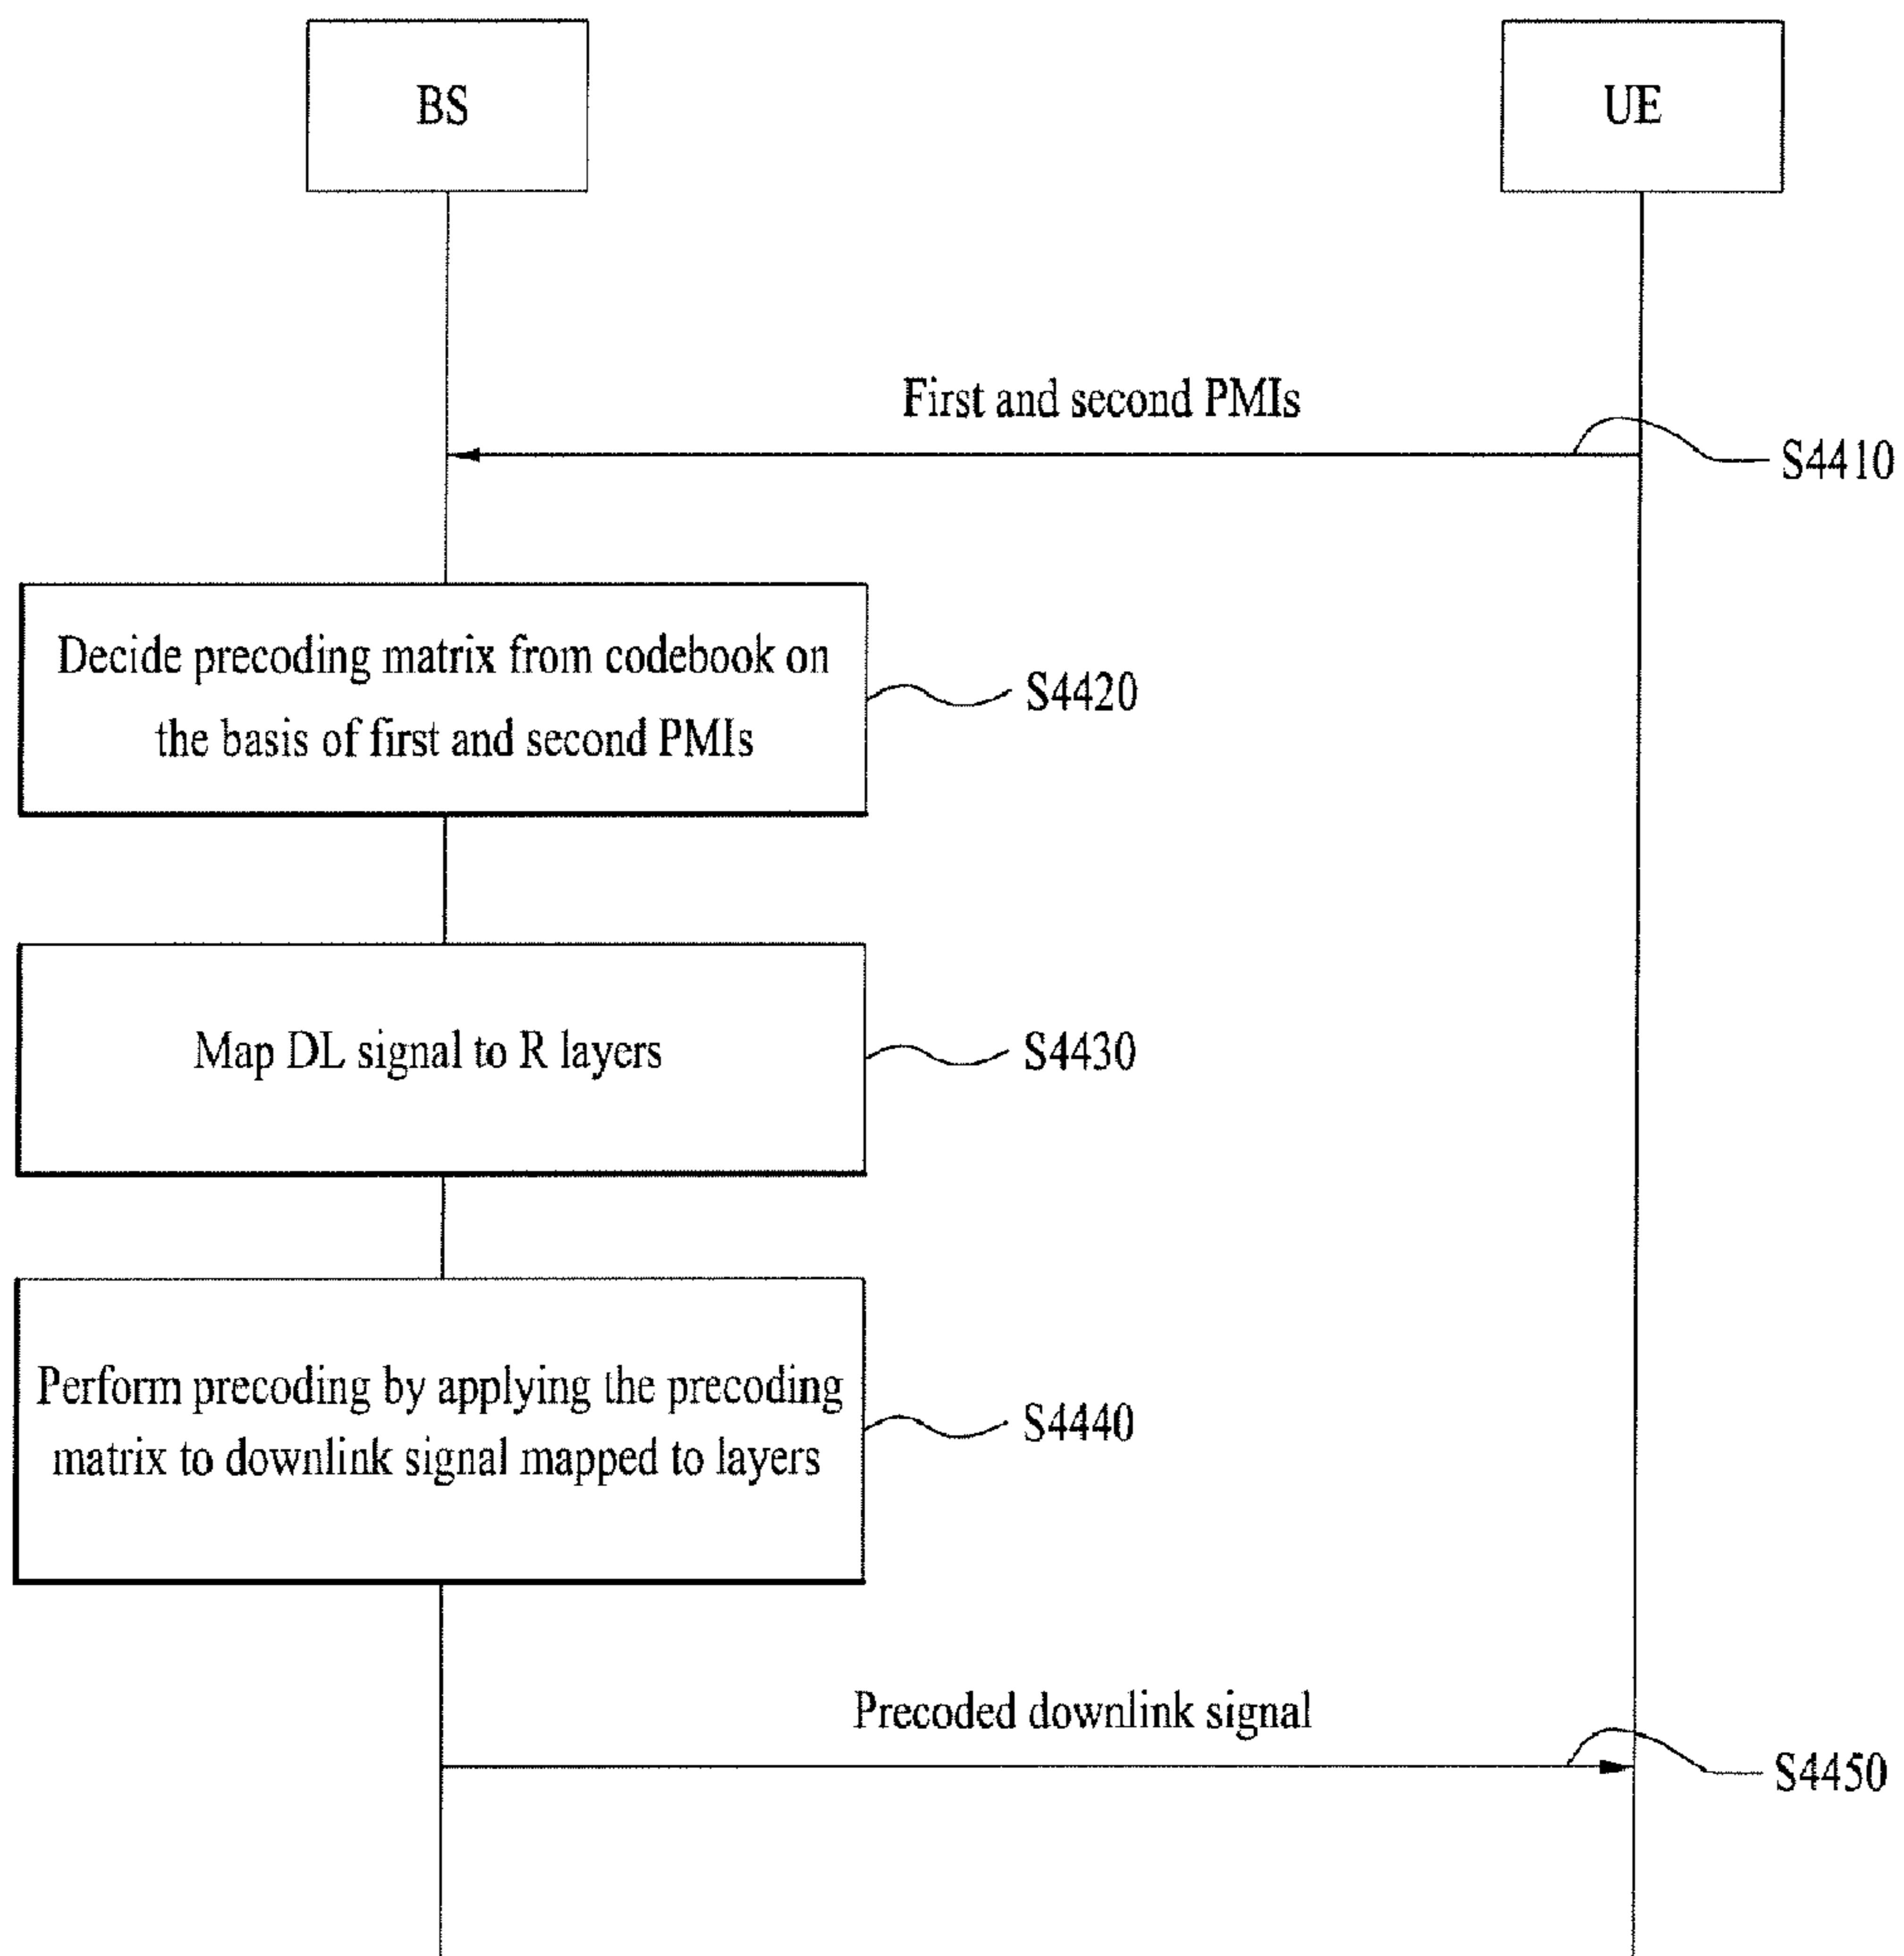 BS
UE
First and second PMIs
S4410
Decide precoding matrix from codebook on
the basis of first and second PMIs
S4420
Map DL signal to R layers
S4430
Perform precoding by applying the precoding
matrix to downlink signal mapped to layers
S4440
Precoded downlink signal
S4450